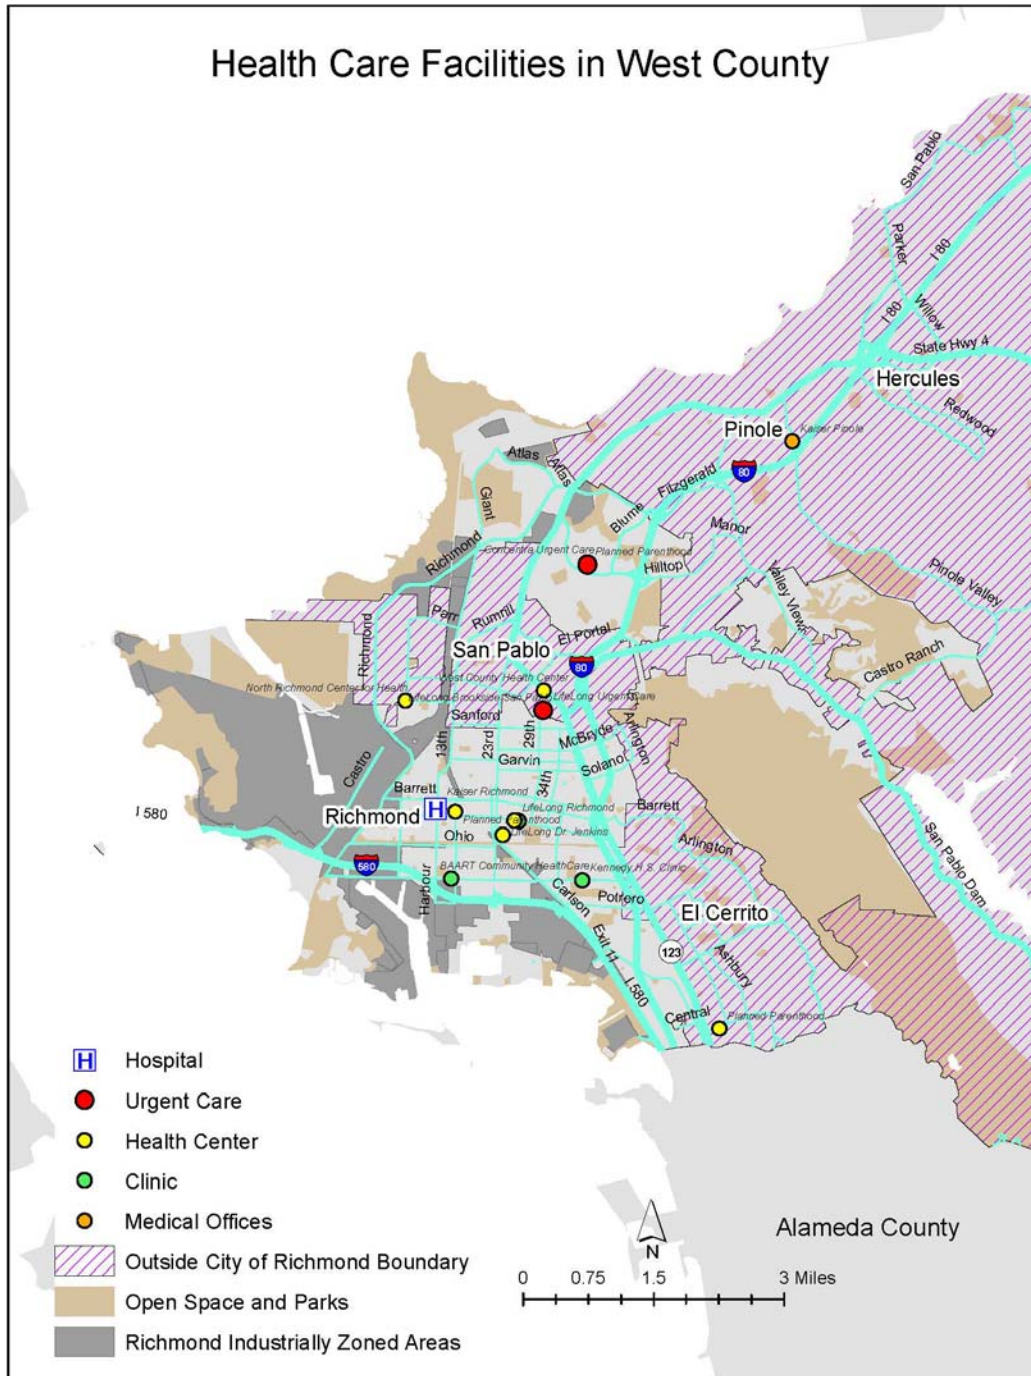 Health Care Facilities in West County
San Pablo
Parker
I 80
I 80
Willow
State Hwy 4
Hercules
Redwood
Pinole
Kaiser Pinole
80
Fitzgerald
Atlas
Atlas
Giant
Blume
Manor
Richmond
Concentra Urgent Care
Planned Parenthood
Hilltop
Valley View
Pinole Valley
Parr
Rumrill
Richmond
El Portal
San Pablo
80
Castro Ranch
West County Health Center
North Richmond Center for Health
LifeLong Brookside San Pablo
LifeLong Urgent Care
Sanford
13th
23rd
29th
McBryde
Arlington
Garvin
Solano
Castro
34th
Barrett
Kaiser Richmond
H
Richmond
LifeLong Richmond
Barrett
I 580
Planned Parenthood
Ohio
LifeLong Dr. Jenkins
Arlington
San Pablo Dam
580
BAART Community HealthCare
Kennedy H.S. Clinic
Harbour
Carlson
Potrero
El Cerrito
Exit 11
123
Ashbury
I 580
Central
Planned Parenthood
H Hospital
Urgent Care
Health Center
Clinic
Medical Offices
Outside City of Richmond Boundary
Open Space and Parks
Richmond Industrially Zoned Areas
N
Alameda County
0 0.75 1.5 3 Miles